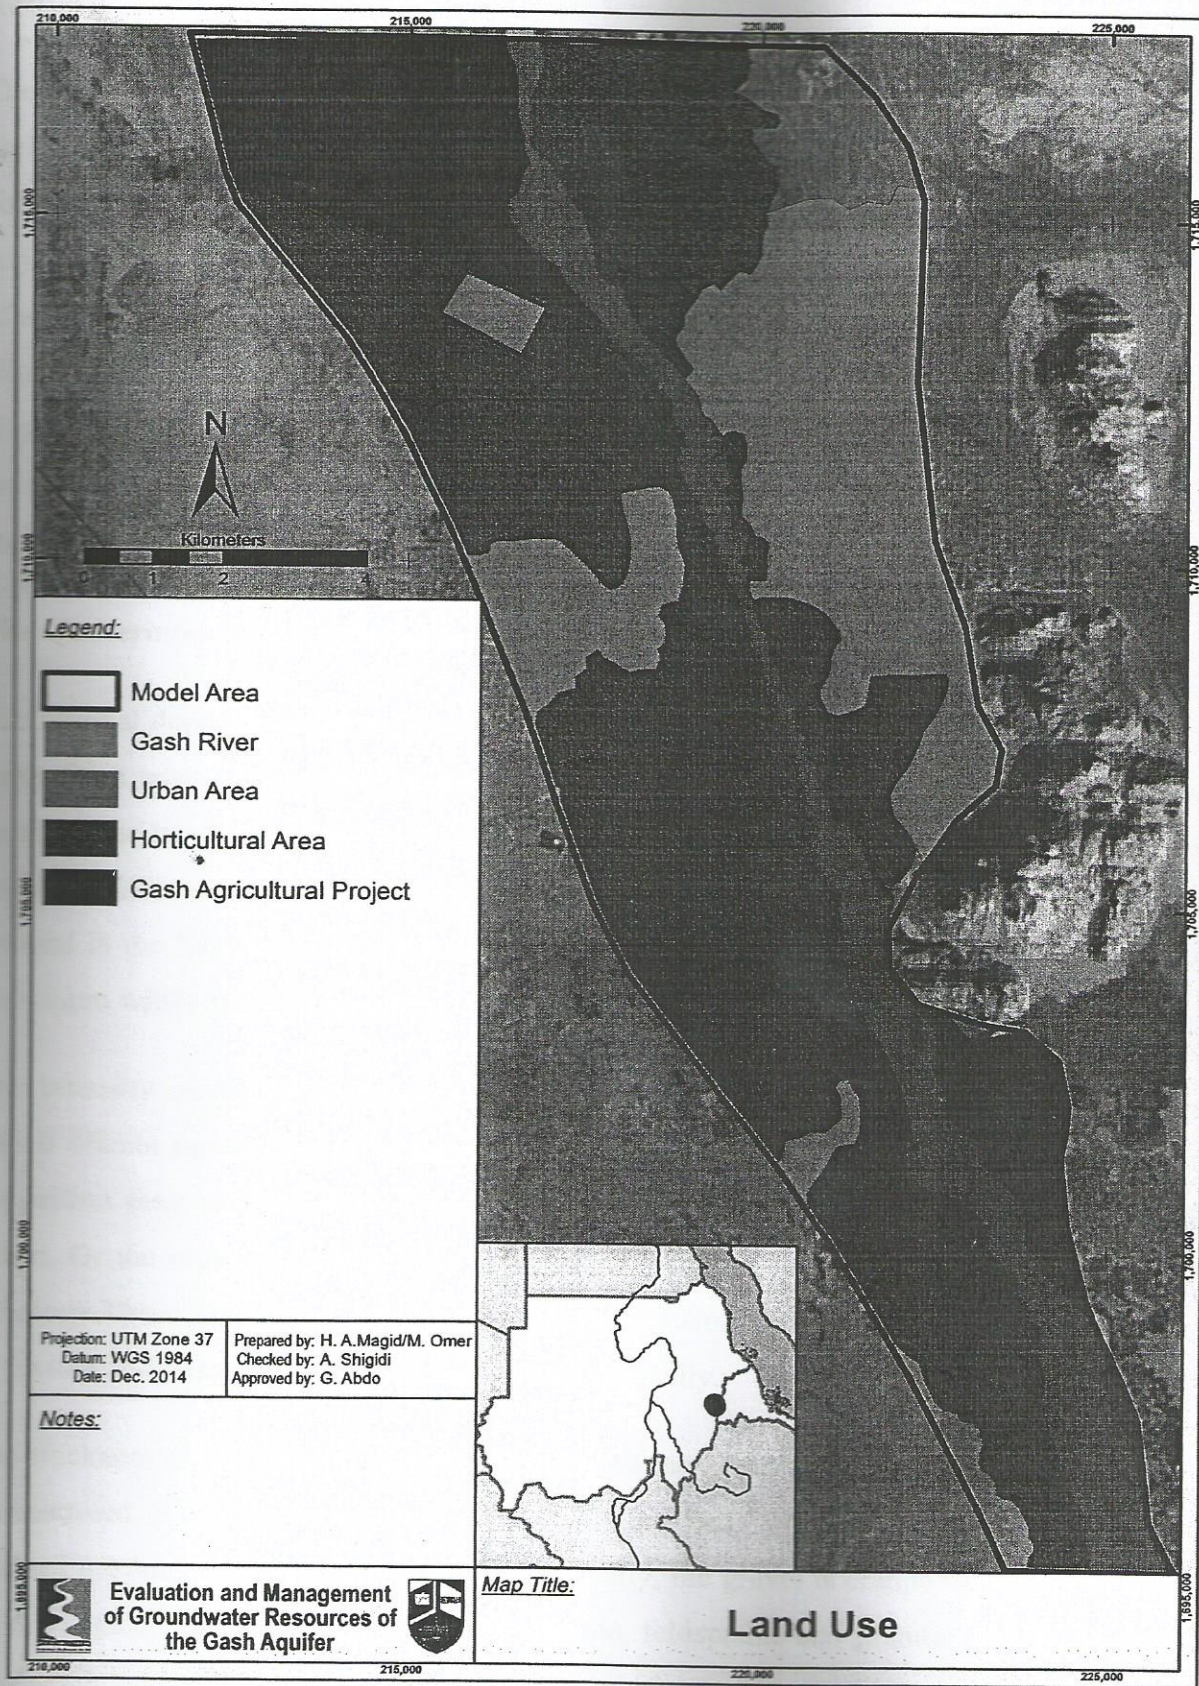 210,000
215,000
220,000
225,000
1,715,000
1,715,000
N
Kilometers
0 1 2 4
1,710,000
1,710,000
Legend:
Model Area
Gash River
Urban Area
Horticultural Area
Gash Agricultural Project
1,705,000
1,705,000
1,700,000
1,700,000
Projection: UTM Zone 37
Datum: WGS 1984
Date: Dec. 2014
Prepared by: H. A.Magid/M. Omer
Checked by: A. Shigidi
Approved by: G. Abdo
Notes:
1,695,000
1,695,000
Evaluation and Management
of Groundwater Resources of
the Gash Aquifer
Map Title:
Land Use
210,000
215,000
220,000
225,000